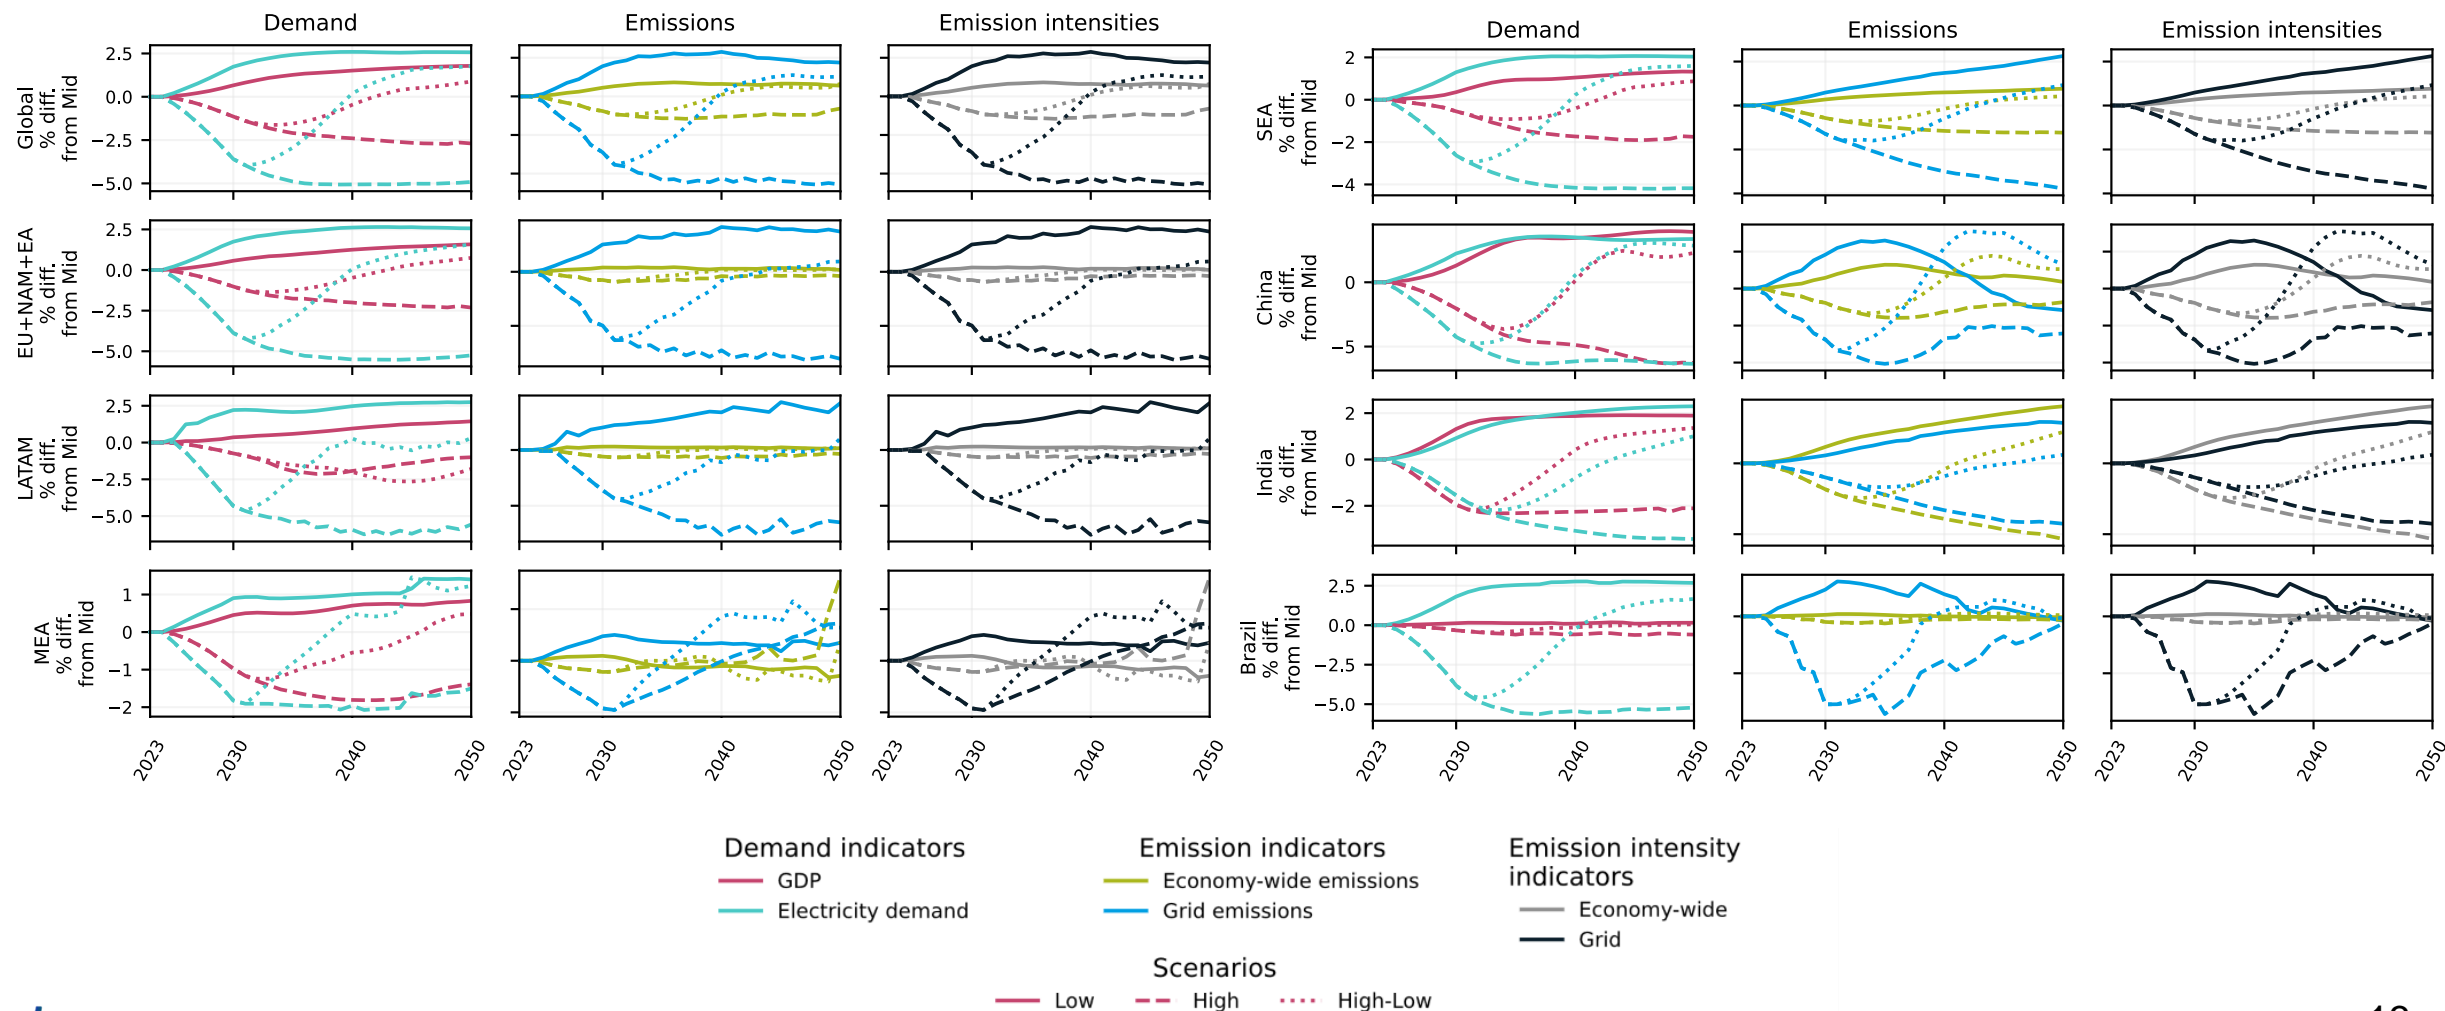 Demand
Emissions
Emission intensities
Global
% diff.
from Mid
2.5
0.0
−2.5
−5.0
EU+NAM+EA
% diff.
from Mid
2.5
0.0
−2.5
−5.0
LATAM
% diff.
from Mid
2.5
0.0
−2.5
−5.0
MEA
% diff.
from Mid
1
0
−1
−2
2023
2030
2040
2050
2023
2030
2040
2050
2023
2030
2040
2050
Demand
Emissions
Emission intensities
SEA
% diff.
from Mid
2
0
−2
−4
China
% diff.
from Mid
0
−5
India
% diff.
from Mid
2
0
−2
Brazil
% diff.
from Mid
2.5
0.0
−2.5
−5.0
2023
2030
2040
2050
2023
2030
2040
2050
2023
2030
2040
2050
Demand indicators
GDP
Electricity demand
Emission indicators
Economy-wide emissions
Grid emissions
Emission intensity
indicators
Economy-wide
Grid
Scenarios
Low
High
High-Low